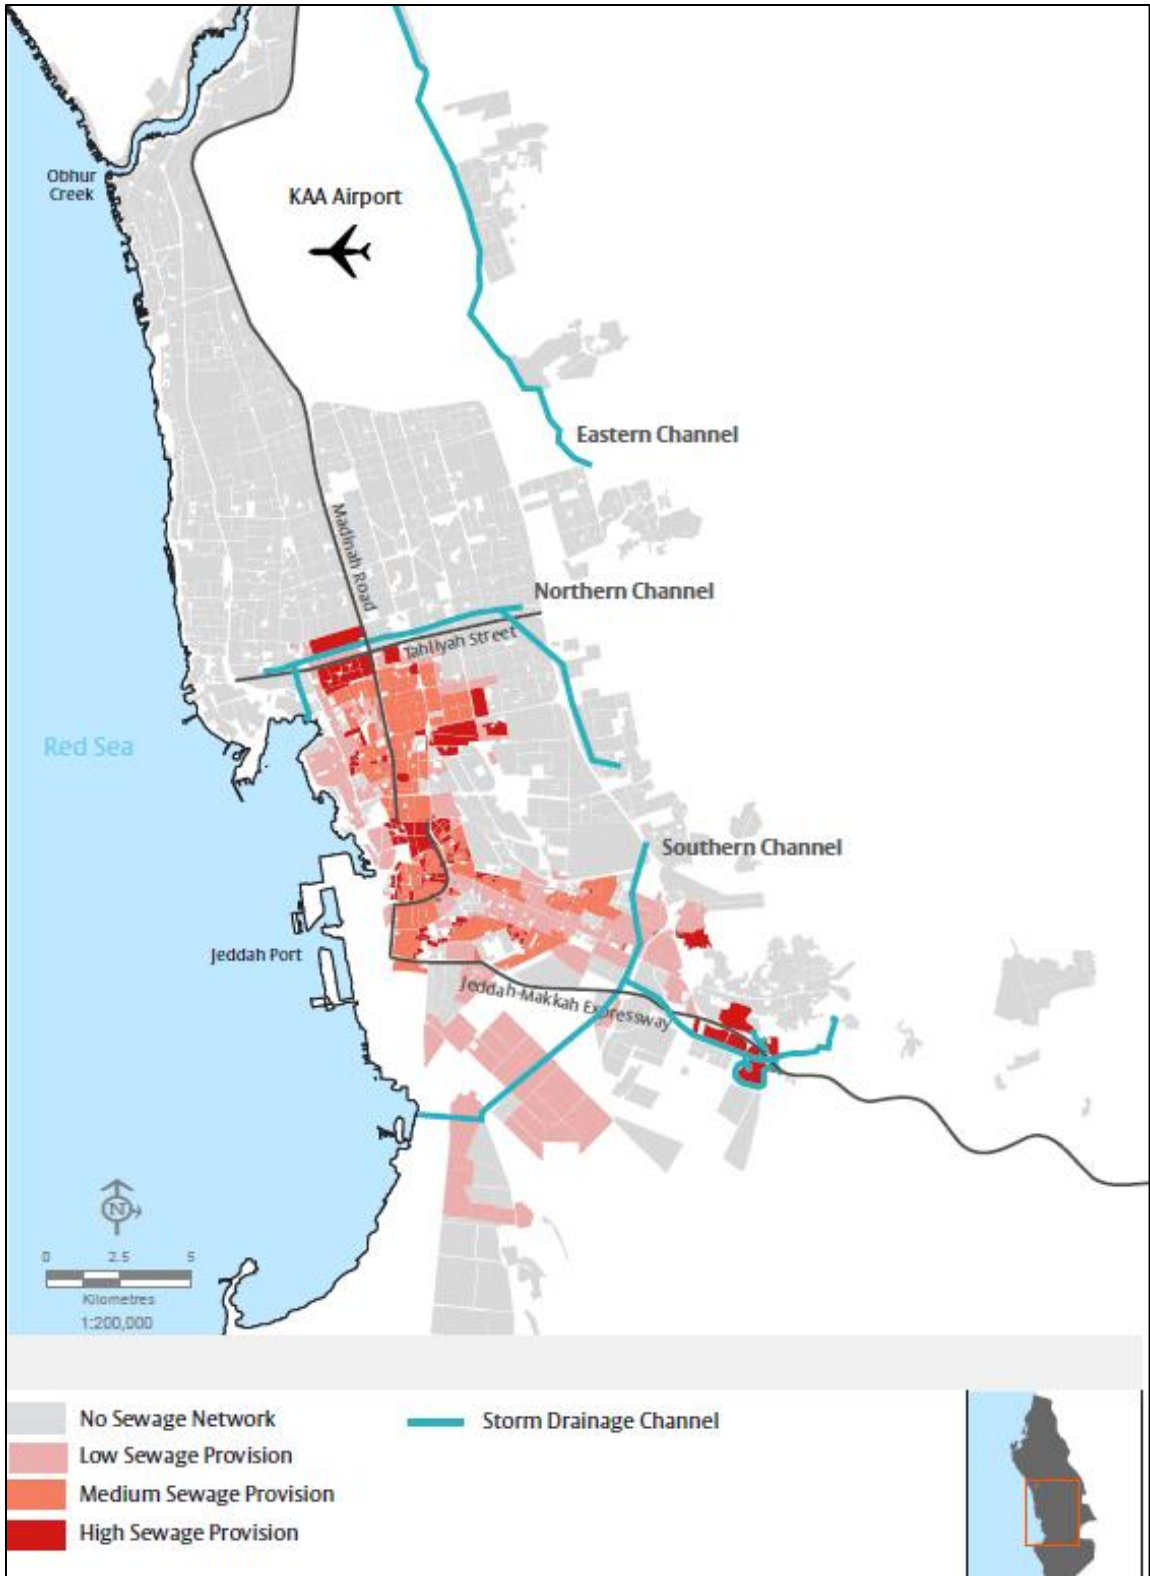 Obhur
Creek
KAA Airport
Eastern Channel
Madinah Road
Northern Channel
Tahliyah Street
Red Sea
Southern Channel
Jeddah Port
Jeddah-Makkah Expressway
N
0 2.5 5
Kilometres
1:200,000
No Sewage Network
Storm Drainage Channel
Low Sewage Provision
Medium Sewage Provision
High Sewage Provision